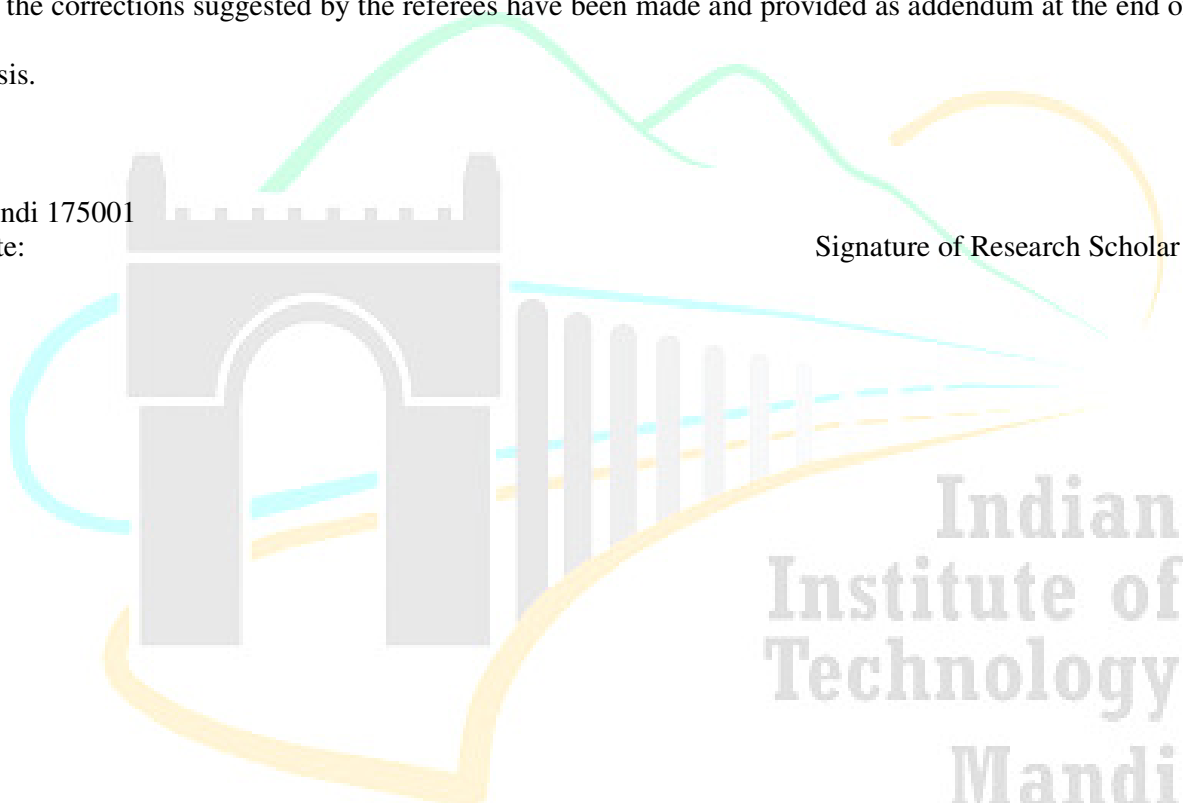 the corrections suggested by the referees have been made and provided as addendum at the end o
sis.
ndi 175001
te:
Signature of Research Scholar
Indian
Institute of
Technology
Mandi